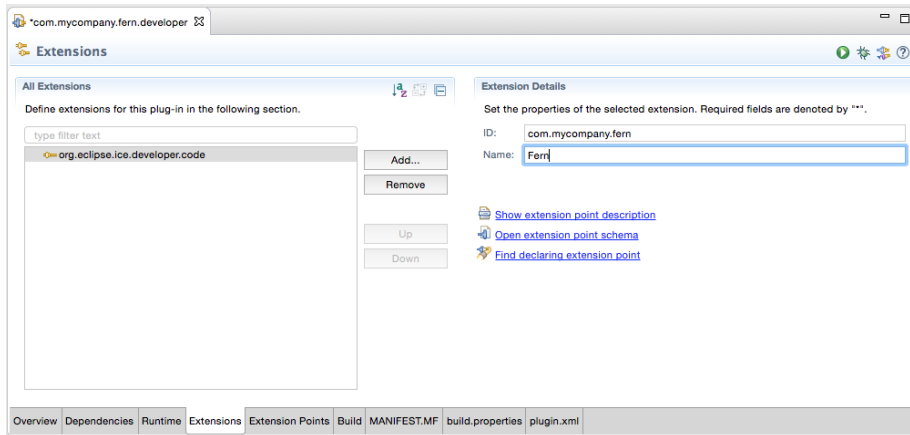 *com.mycompany.fern.developer
Extensions
All Extensions
Define extensions for this plug-in in the following section.
type filter text
org.eclipse.ice.developer.code
Add...
Remove
Up
Down
Extension Details
Set the properties of the selected extension. Required fields are denoted by "*".
ID: com.mycompany.fern
Name: Fern
Show extension point description
Open extension point schema
Find declaring extension point
Overview Dependencies Runtime Extensions Extension Points Build MANIFEST.MF build.properties plugin.xml